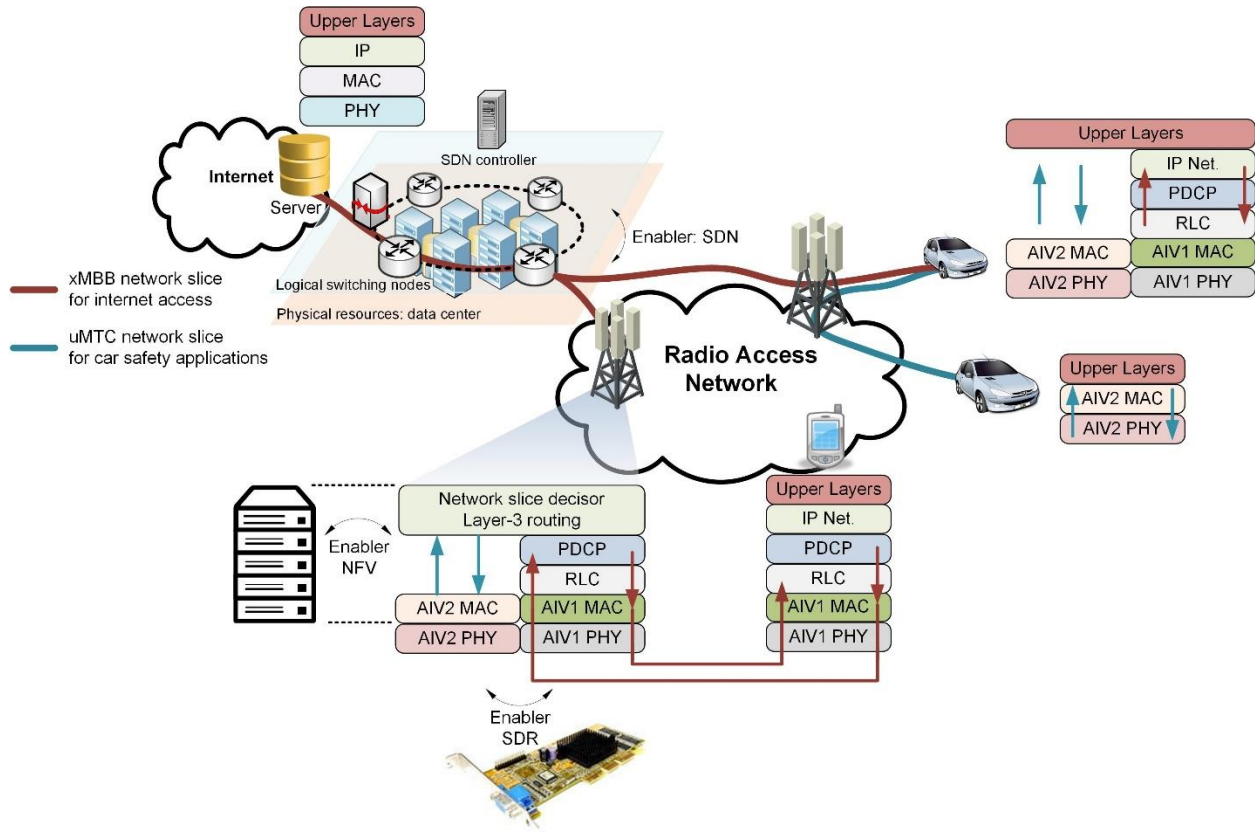 Upper Layers
IP
MAC
PHY
SDN controller
Internet
Server
Enabler: SDN
Logical switching nodes
Physical resources: data center
xMBB network slice
for internet access
uMTC network slice
for car safety applications
Radio Access
Network
Upper Layers
IP Net.
PDCP
RLC
AIV2 MAC
AIV1 MAC
AIV2 PHY
AIV1 PHY
Upper Layers
AIV2 MAC
AIV2 PHY
Enabler
NFV
Network slice decisor
Layer-3 routing
PDCP
RLC
AIV2 MAC
AIV1 MAC
AIV2 PHY
AIV1 PHY
Upper Layers
IP Net.
PDCP
RLC
AIV1 MAC
AIV1 PHY
Enabler
SDR